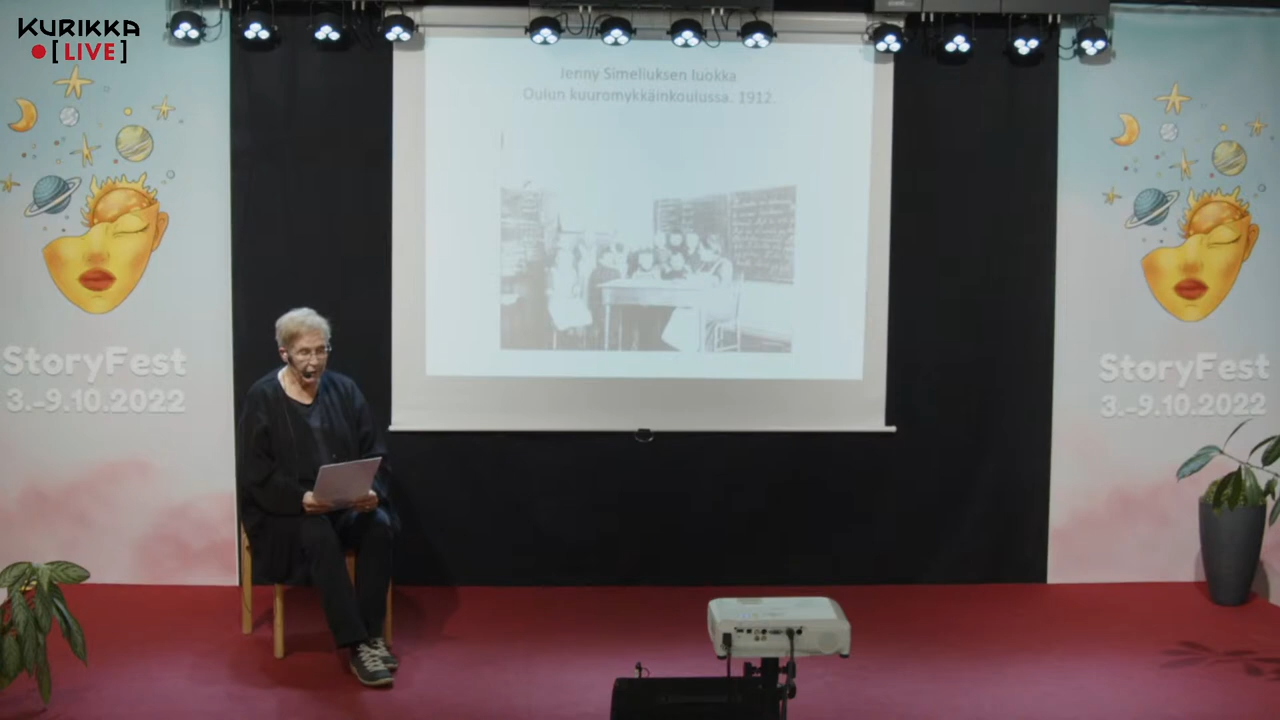 KURIKKA
[LIVE]
Jenny Simeliuksen luokka
Oulun kuuromykkäinkoulussa. 1912.
StoryFest
3.-9.10.2022
StoryFest
3.-9.10.2022